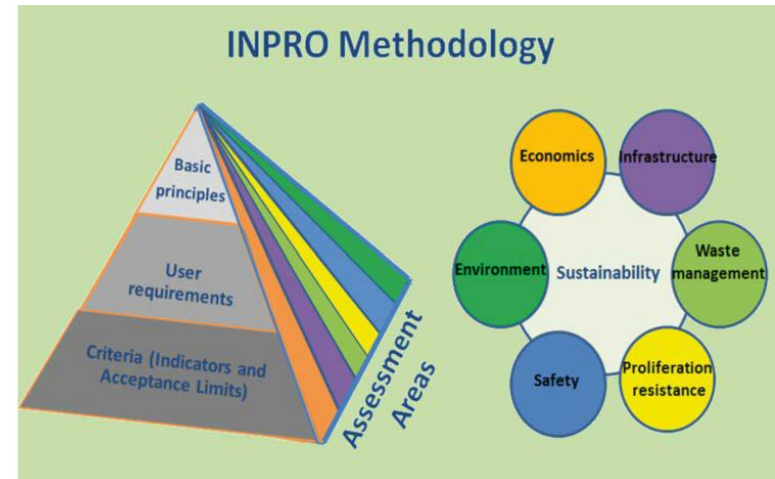 INPRO Methodology
Basic
principles
User
requirements
Criteria (Indicators and
Acceptance Limits)
Assessment
Areas
Economics
Infrastructure
Environment
Sustainability
Waste
management
Safety
Proliferation
resistance